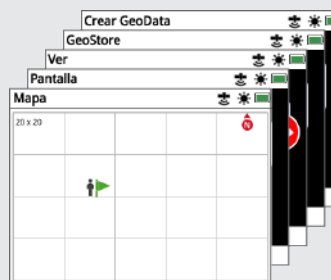 Crear GeoData
GeoStore
Ver
Pantalla
Mapa
20 x 20
N